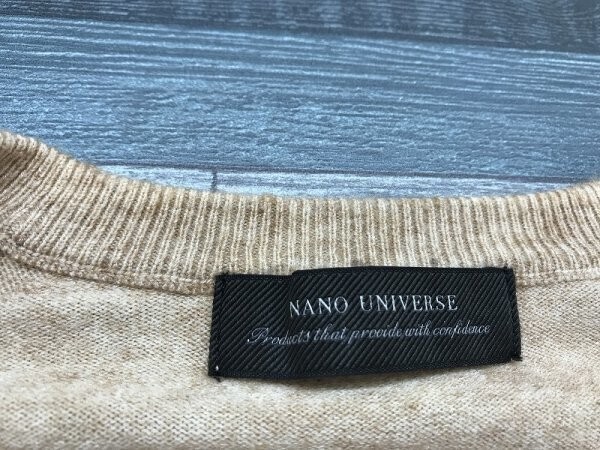 NANO UNIVERSE
Products that provide with confidence